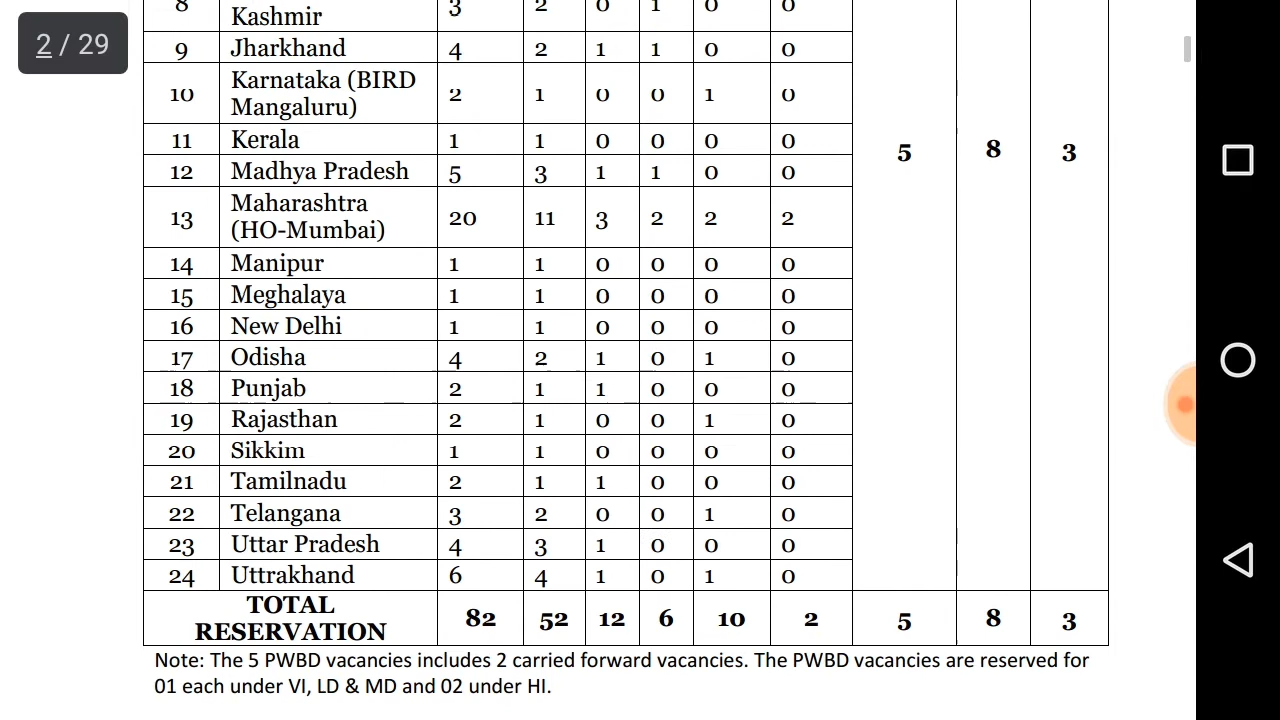 2 / 29
8 Kashmir 3 2 0 1 0 0
9 Jharkhand 4 2 1 1 0 0
10 Karnataka (BIRD
Mangaluru) 2 1 0 0 1 0
11 Kerala 1 1 0 0 0 0
5 8 3
12 Madhya Pradesh 5 3 1 1 0 0
13 Maharashtra
(HO-Mumbai) 20 11 3 2 2 2
14 Manipur 1 1 0 0 0 0
15 Meghalaya 1 1 0 0 0 0
16 New Delhi 1 1 0 0 0 0
17 Odisha 4 2 1 0 1 0
18 Punjab 2 1 1 0 0 0
19 Rajasthan 2 1 0 0 1 0
20 Sikkim 1 1 0 0 0 0
21 Tamilnadu 2 1 1 0 0 0
22 Telangana 3 2 0 0 1 0
23 Uttar Pradesh 4 3 1 0 0 0
24 Uttrakhand 6 4 1 0 1 0
TOTAL
RESERVATION 82 52 12 6 10 2 5 8 3
Note: The 5 PWBD vacancies includes 2 carried forward vacancies. The PWBD vacancies are reserved for
01 each under VI, LD & MD and 02 under HI.